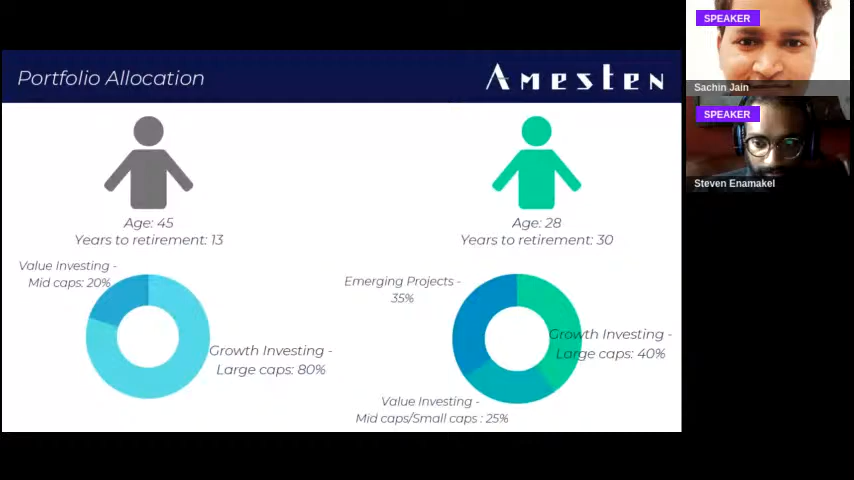 Portfolio Allocation
AMESTEN
Age: 45
Years to retirement: 13
Value Investing -
Mid caps: 20%
Growth Investing -
Large caps: 80%
Age: 28
Years to retirement: 30
Emerging Projects -
35%
Growth Investing -
Large caps: 40%
Value Investing -
Mid caps/Small caps : 25%
SPEAKER
Sachin Jain
SPEAKER
Steven Enamakel